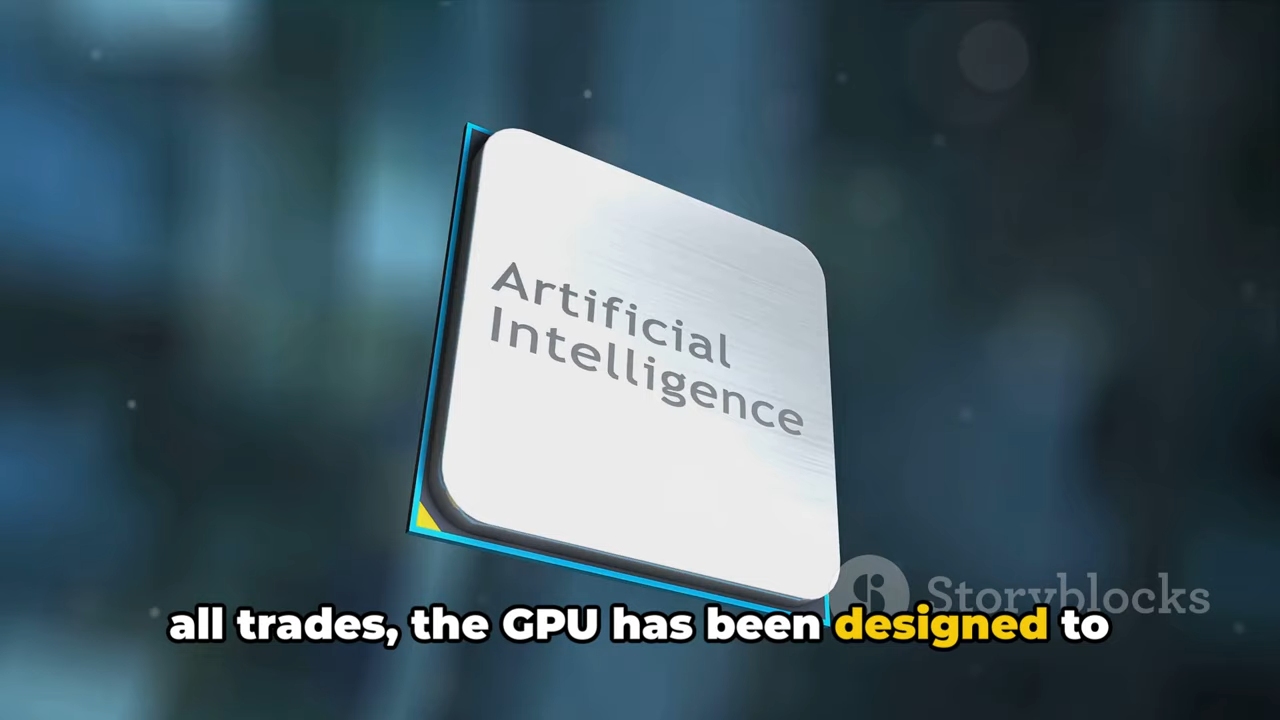 Artificial
Intelligence
Storyblocks
all trades, the GPU has been designed to